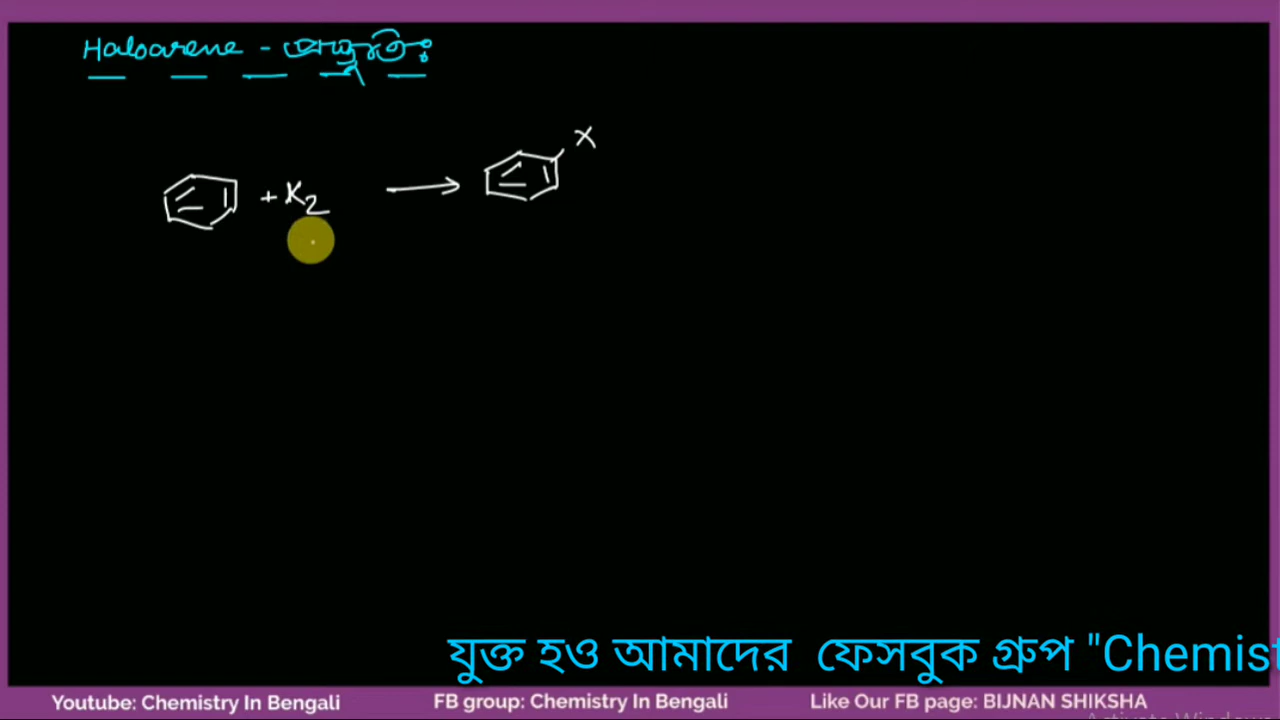 Haloarene - প্রস্তুতিঃ
X
+ X₂ →
যুক্ত হও আমাদের ফেসবুক গ্রুপ "Chemist
Youtube: Chemistry In Bengali FB group: Chemistry In Bengali Like Our FB page: BIJNAN SHIKSHA